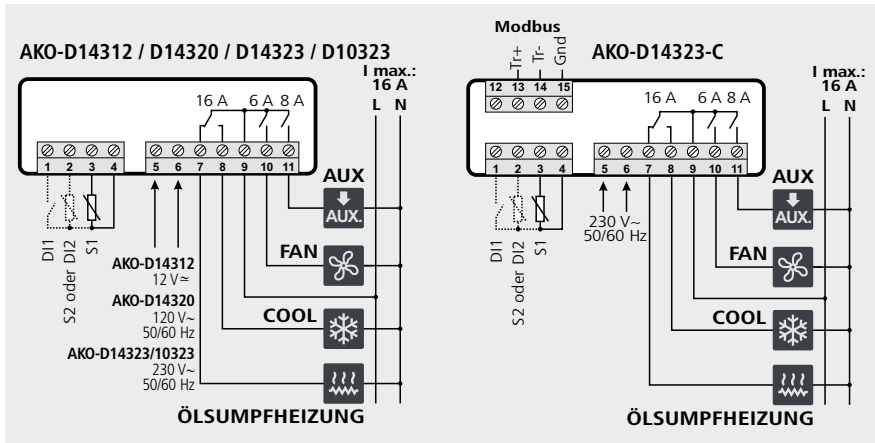 AKO-D14312 / D14320 / D14323 / D10323
I max.:
16 A
L N
16 A 6 A 8 A
1 2 3 4 5 6 7 8 9 10 11
DI1
S2 oder DI2
S1
AKO-D14312
12 V≂
AKO-D14320
120 V~
50/60 Hz
AKO-D14323/10323
230 V~
50/60 Hz
AUX
AUX.
FAN
COOL
ÖLSUMPFHEIZUNG
Modbus
Tr+
Tr-
Gnd
AKO-D14323-C
I max.:
16 A
L N
12 13 14 15
16 A 6 A 8 A
1 2 3 4 5 6 7 8 9 10 11
DI1
S2 oder DI2
S1
230 V~
50/60 Hz
AUX
AUX.
FAN
COOL
ÖLSUMPFHEIZUNG